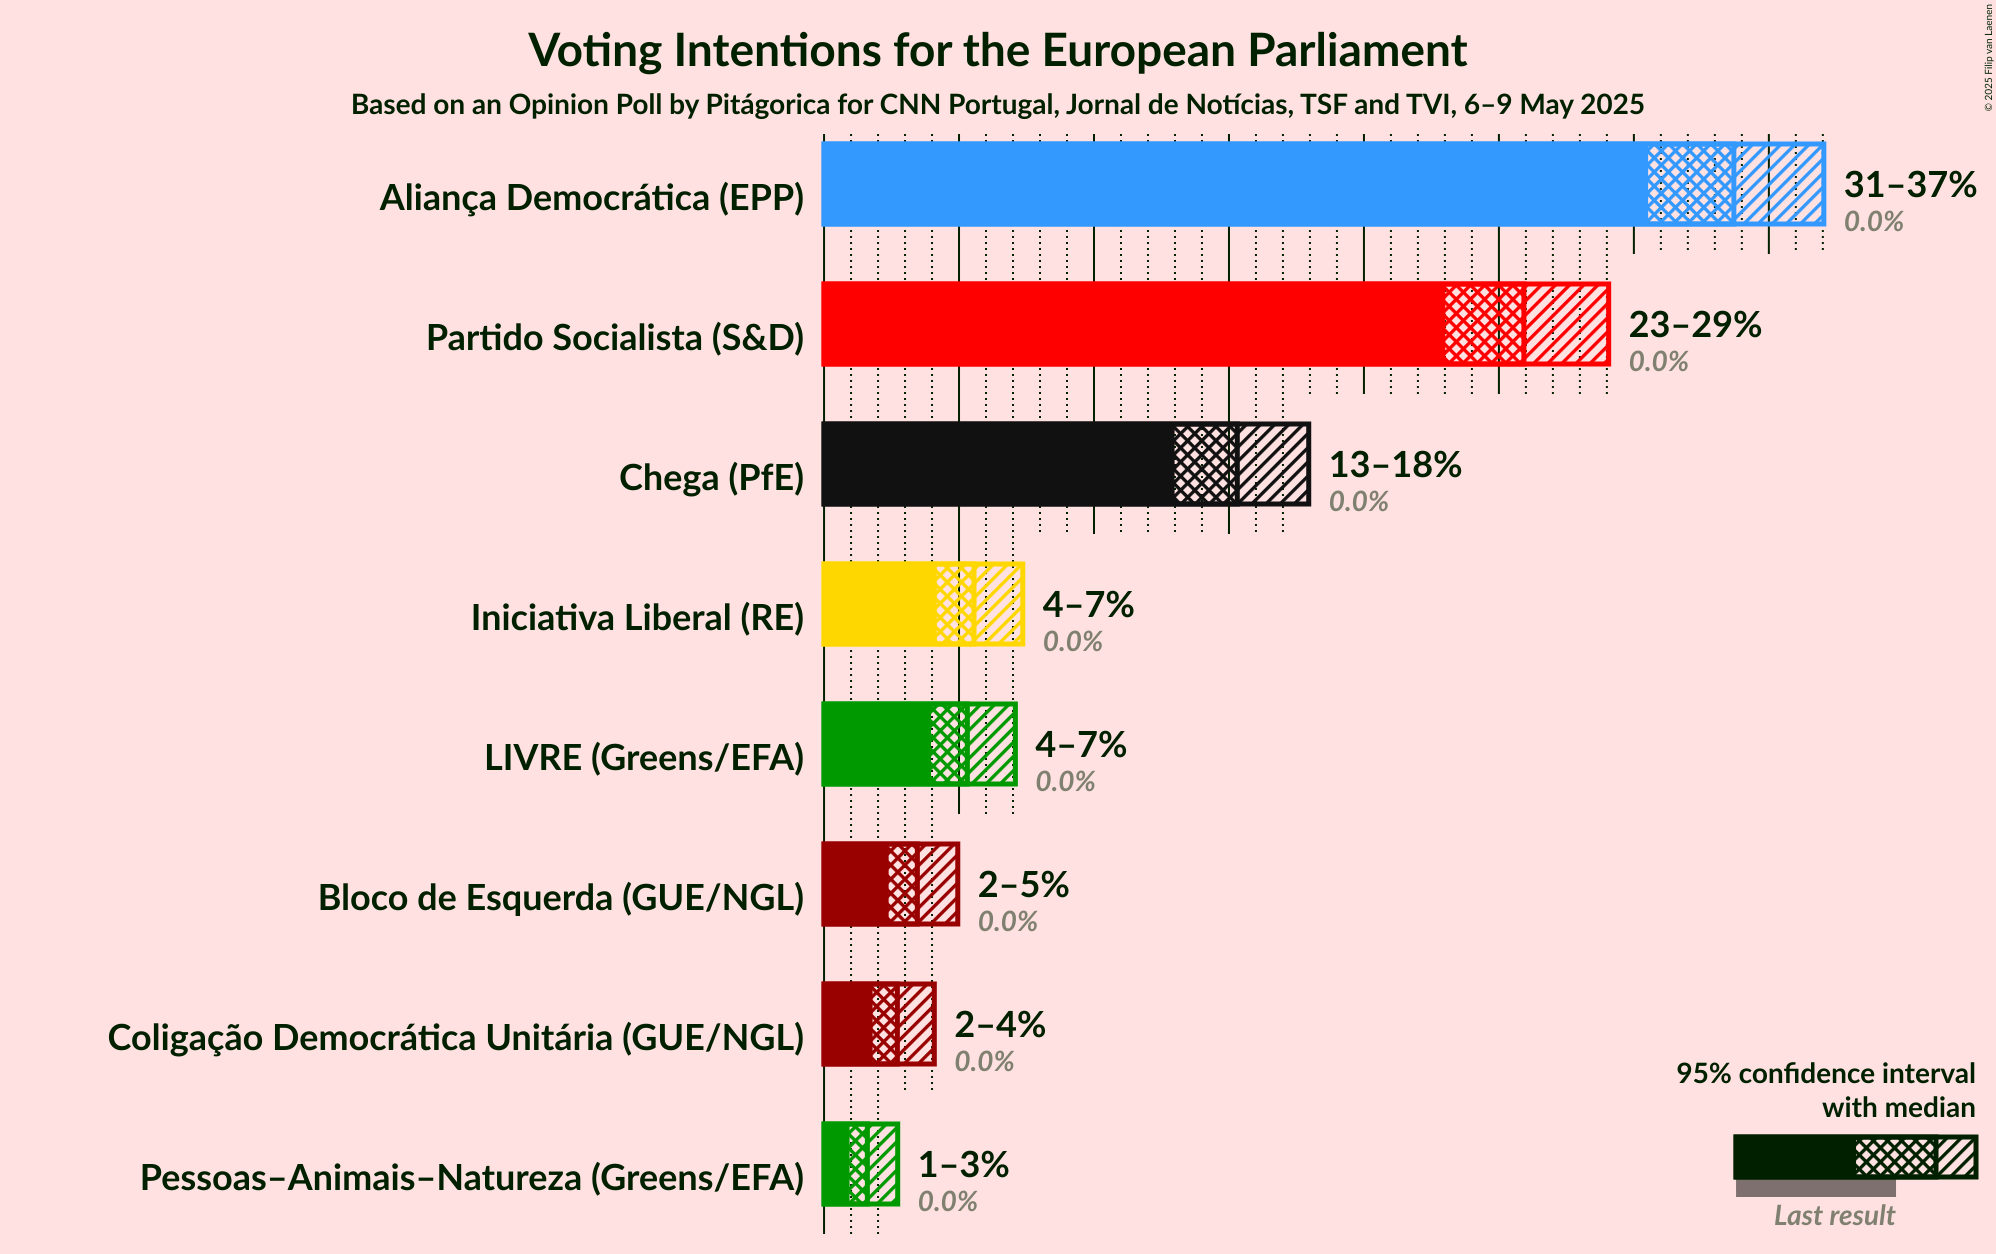 Voting Intentions for the European Parliament
Based on an Opinion Poll by Pitágorica for CNN Portugal, Jornal de Notícias, TSF and TVI, 6–9 May 2025
© 2025 Filip van Laenen
Aliança Democrática (EPP)
31–37%
0.0%
Partido Socialista (S&D)
23–29%
0.0%
Chega (PfE)
13–18%
0.0%
Iniciativa Liberal (RE)
4–7%
0.0%
LIVRE (Greens/EFA)
4–7%
0.0%
Bloco de Esquerda (GUE/NGL)
2–5%
0.0%
Coligação Democrática Unitária (GUE/NGL)
2–4%
0.0%
Pessoas–Animais–Natureza (Greens/EFA)
1–3%
0.0%
95% confidence interval
with median
Last result